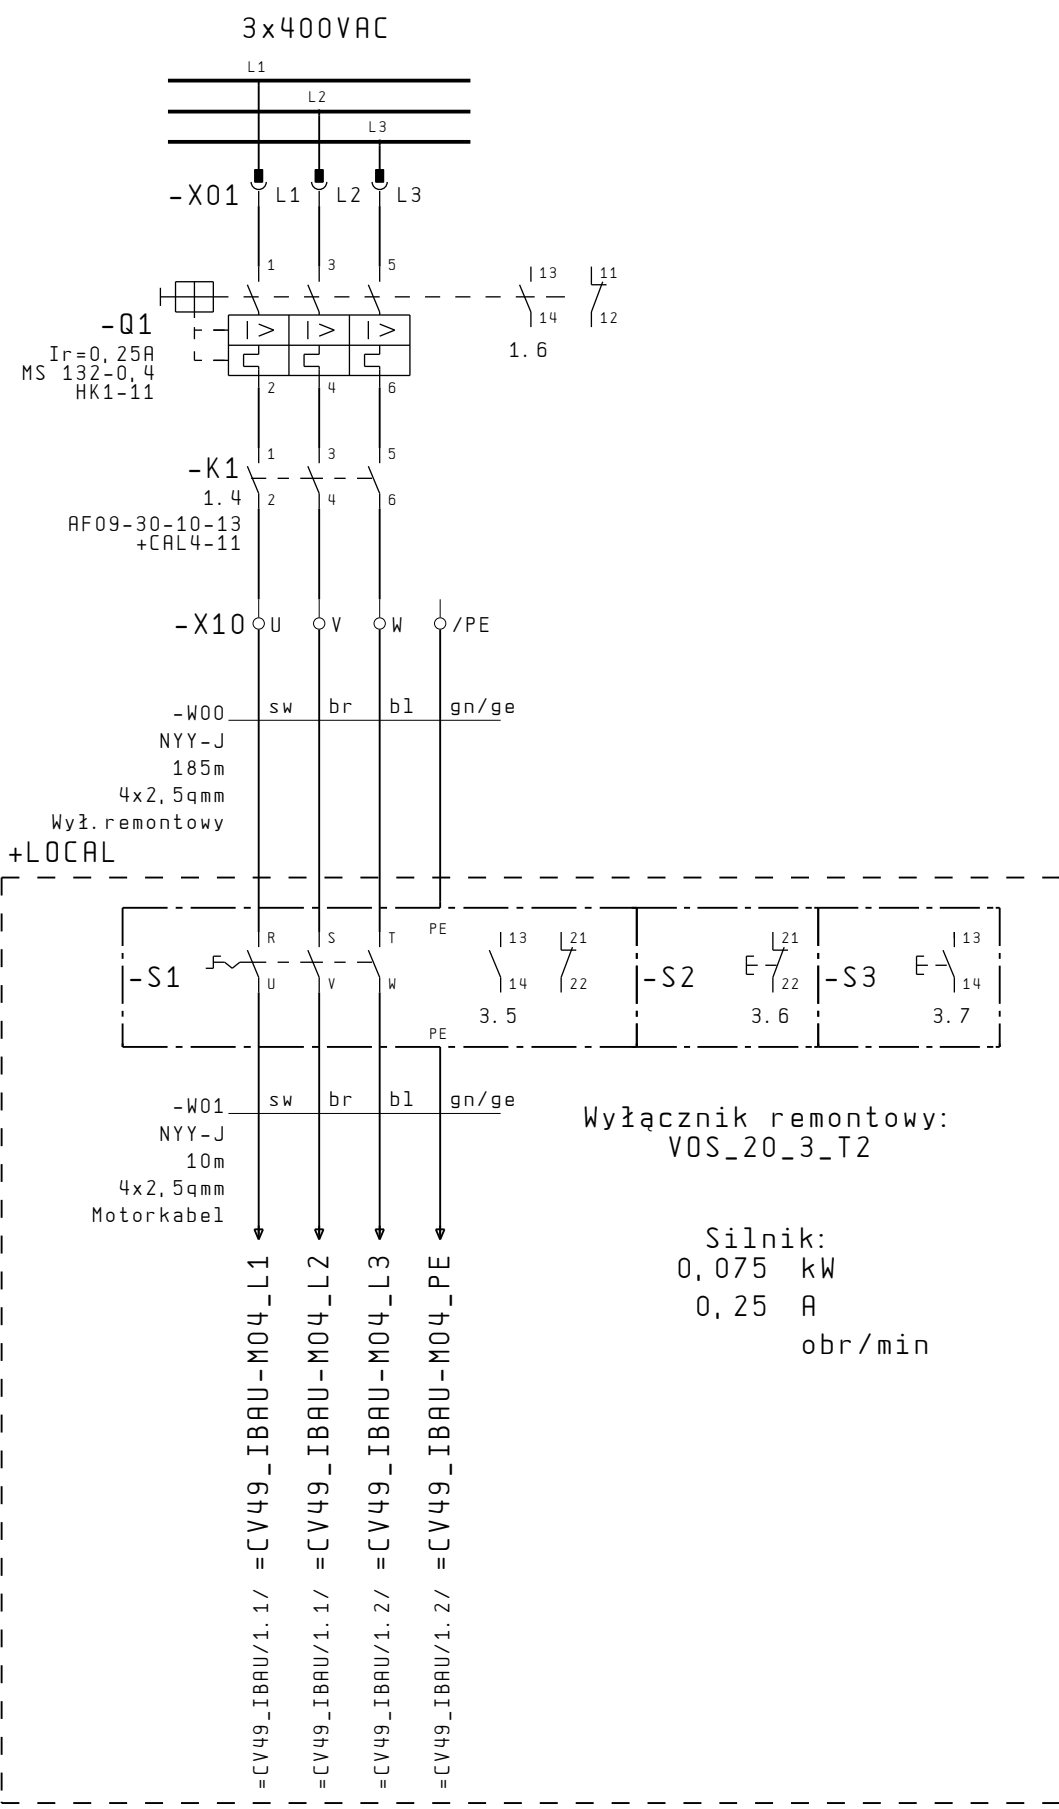 3x400VAC
L1
L2
L3
-X01 L1 L2 L3
1 3 5 13 11
-Q1
14 12
Ir=0,25A
1.6
MS 132-0,4
HK1-11
I> I> I>
2 4 6
1 3 5
-K1
1.4
2 4 6
AF09-30-10-13
+CAL4-11
-X10 U V W /PE
-W00 sw br bl gn/ge
NYY-J
185m
4x2,5qmm
Wył.remontowy
+LOCAL
R S T PE 13 21 21 13
-S1 -S2 -S3
U V W 14 22 22 14
3.5 3.6 3.7
PE
-W01 sw br bl gn/ge
NYY-J
10m
4x2,5qmm
Motorkabel
Wyłącznik remontowy:
VOS_20_3_T2
Silnik:
0,075 kW
0,25 A
obr/min
=CV49_IBAU/1.1/ =CV49_IBAU-M04_L1
=CV49_IBAU/1.1/ =CV49_IBAU-M04_L2
=CV49_IBAU/1.2/ =CV49_IBAU-M04_L3
=CV49_IBAU/1.2/ =CV49_IBAU-M04_PE